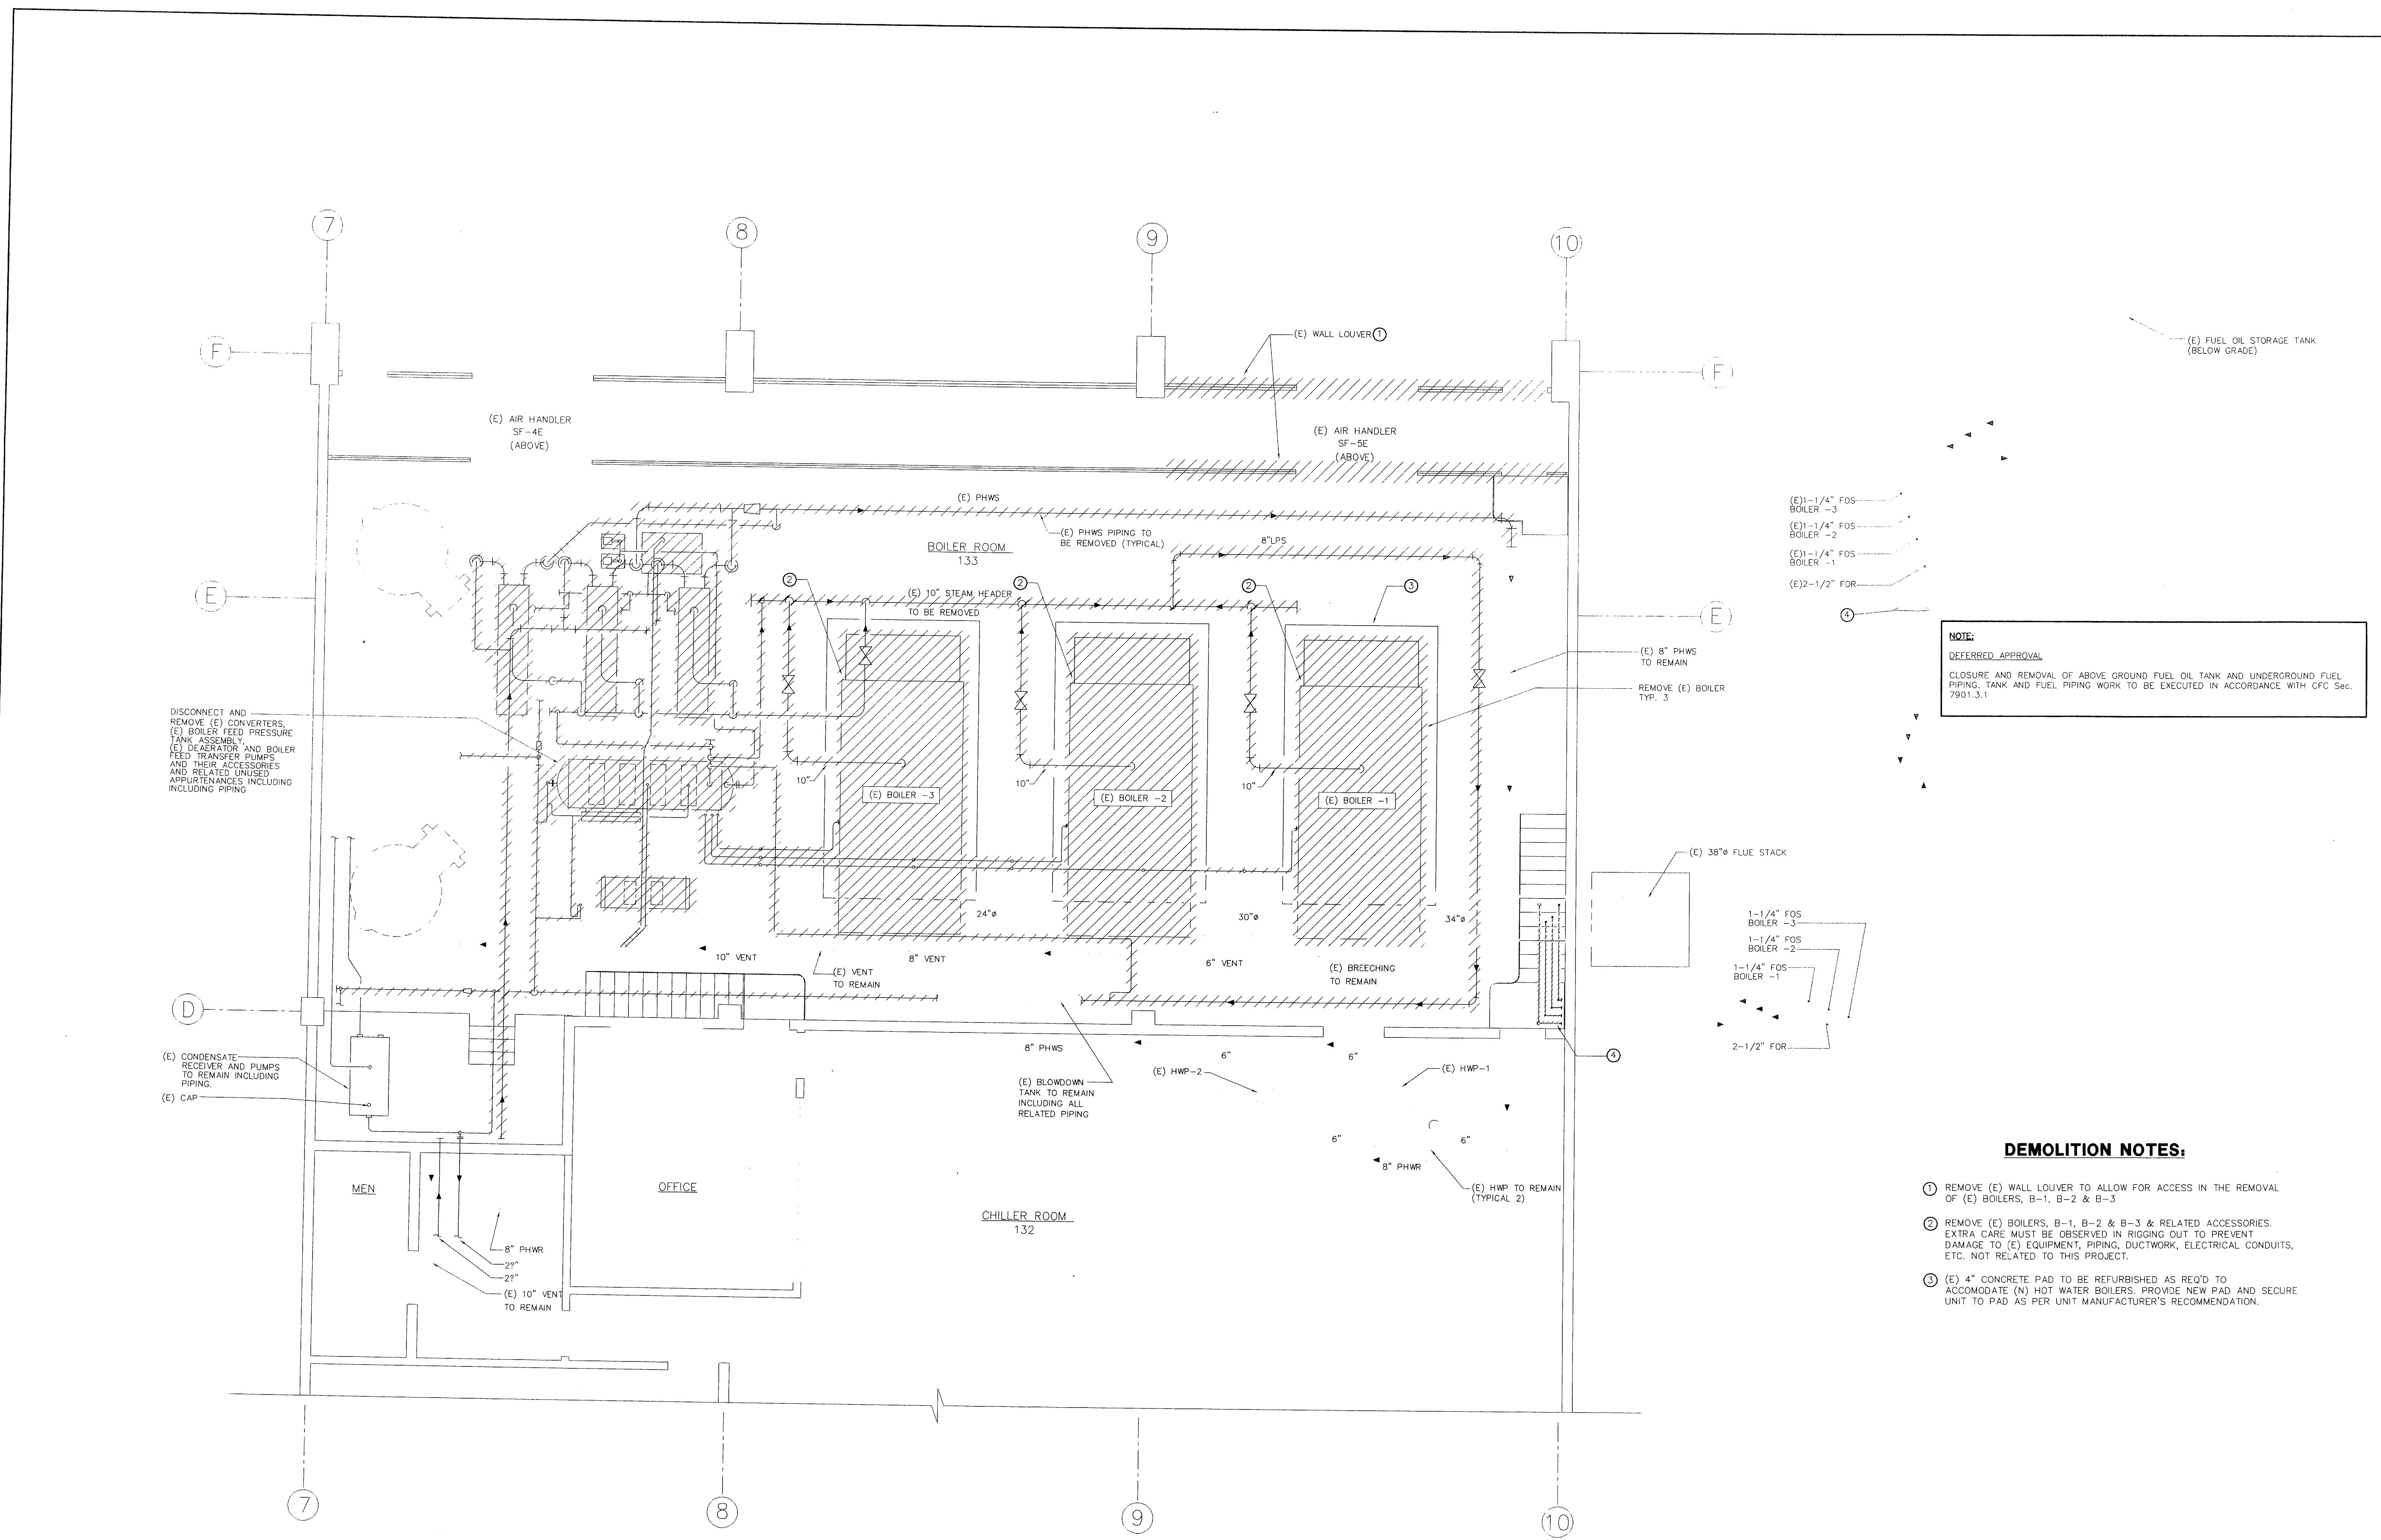 7
8
9
10
F
F
(E) WALL LOUVER 1
(E) FUEL OIL STORAGE TANK
(BELOW GRADE)
(E) AIR HANDLER
SF-4E
(ABOVE)
(E) AIR HANDLER
SF-5E
(ABOVE)
(E) PHWS
(E) PHWS PIPING TO
BE REMOVED (TYPICAL)
8"LPS
BOILER ROOM
133
(E)1-1/4" FOS
BOILER -3
(E)1-1/4" FOS
BOILER -2
(E)1-1/4" FOS
BOILER -1
(E)2-1/2" FOR
4
E
E
2
2
2
3
(E) 10" STEAM HEADER
TO BE REMOVED
NOTE:
DEFERRED APPROVAL
CLOSURE AND REMOVAL OF ABOVE GROUND FUEL OIL TANK AND UNDERGROUND FUEL
PIPING. TANK AND FUEL PIPING WORK TO BE EXECUTED IN ACCORDANCE WITH CFC Sec.
7901.3.1
(E) 8" PHWS
TO REMAIN
REMOVE (E) BOILER
TYP. 3
DISCONNECT AND
REMOVE (E) CONVERTERS,
(E) BOILER FEED PRESSURE
TANK ASSEMBLY,
(E) DEAERATOR AND BOILER
FEED TRANSFER PUMPS
AND THEIR ACCESSORIES
AND RELATED UNUSED
APPURTENANCES INCLUDING
INCLUDING PIPING
10"
10"
10"
(E) BOILER -3
(E) BOILER -2
(E) BOILER -1
(E) 38"ø FLUE STACK
24"ø
30"ø
34"ø
1-1/4" FOS
BOILER -3
1-1/4" FOS
BOILER -2
1-1/4" FOS
BOILER -1
2-1/2" FOR
10" VENT
8" VENT
6" VENT
(E) VENT
TO REMAIN
(E) BREECHING
TO REMAIN
D
(E) CONDENSATE
RECEIVER AND PUMPS
TO REMAIN INCLUDING
PIPING.
(E) CAP
8" PHWS
6"
6"
4
(E) HWP-2
(E) HWP-1
(E) BLOWDOWN
TANK TO REMAIN
INCLUDING ALL
RELATED PIPING
6"
6"
8" PHWR
(E) HWP TO REMAIN
(TYPICAL 2)
MEN
OFFICE
CHILLER ROOM
132
8" PHWR
2?"
2?"
(E) 10" VENT
TO REMAIN
DEMOLITION NOTES:
1 REMOVE (E) WALL LOUVER TO ALLOW FOR ACCESS IN THE REMOVAL
OF (E) BOILERS, B-1, B-2 & B-3
2 REMOVE (E) BOILERS, B-1, B-2 & B-3 & RELATED ACCESSORIES.
EXTRA CARE MUST BE OBSERVED IN RIGGING OUT TO PREVENT
DAMAGE TO (E) EQUIPMENT, PIPING, DUCTWORK, ELECTRICAL CONDUITS,
ETC. NOT RELATED TO THIS PROJECT.
3 (E) 4" CONCRETE PAD TO BE REFURBISHED AS REQ'D TO
ACCOMODATE (N) HOT WATER BOILERS. PROVIDE NEW PAD AND SECURE
UNIT TO PAD AS PER UNIT MANUFACTURER'S RECOMMENDATION.
7
8
9
10